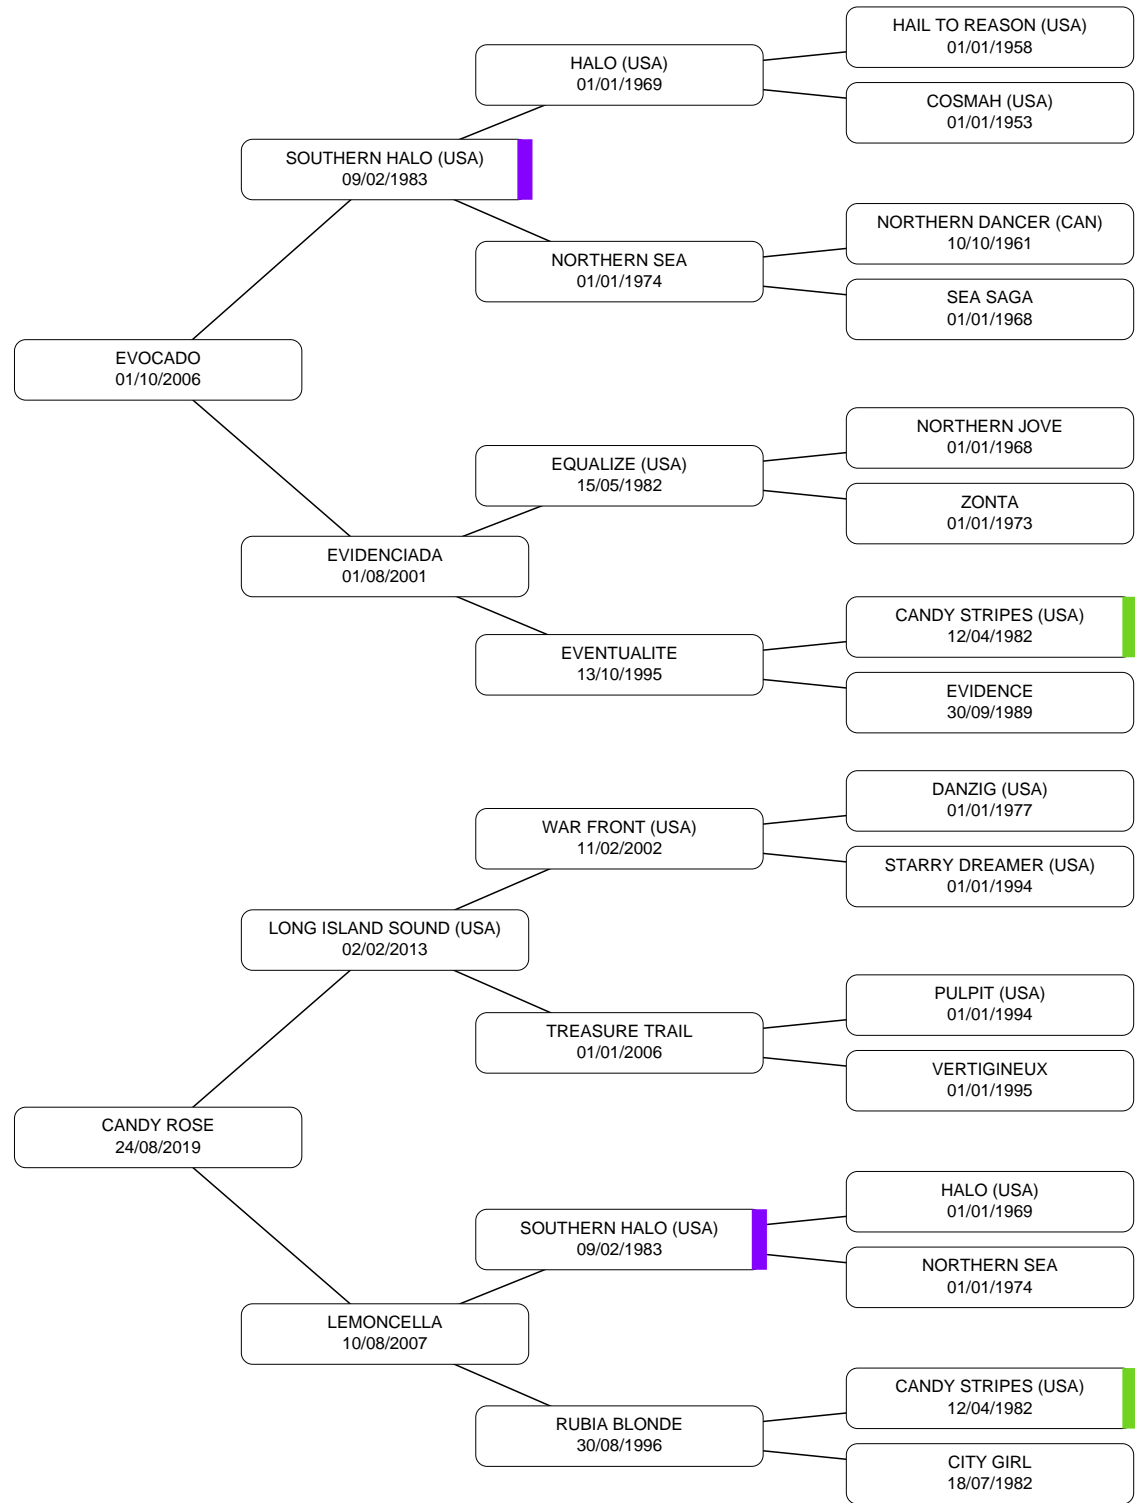 HAIL TO REASON (USA)
01/01/1958
HALO (USA)
01/01/1969
COSMAH (USA)
01/01/1953
SOUTHERN HALO (USA)
09/02/1983
NORTHERN DANCER (CAN)
10/10/1961
NORTHERN SEA
01/01/1974
SEA SAGA
01/01/1968
EVOCADO
01/10/2006
NORTHERN JOVE
01/01/1968
EQUALIZE (USA)
15/05/1982
ZONTA
01/01/1973
EVIDENCIADA
01/08/2001
CANDY STRIPES (USA)
12/04/1982
EVENTUALITE
13/10/1995
EVIDENCE
30/09/1989
DANZIG (USA)
01/01/1977
WAR FRONT (USA)
11/02/2002
STARRY DREAMER (USA)
01/01/1994
LONG ISLAND SOUND (USA)
02/02/2013
PULPIT (USA)
01/01/1994
TREASURE TRAIL
01/01/2006
VERTIGINEUX
01/01/1995
CANDY ROSE
24/08/2019
HALO (USA)
01/01/1969
SOUTHERN HALO (USA)
09/02/1983
NORTHERN SEA
01/01/1974
LEMONCELLA
10/08/2007
CANDY STRIPES (USA)
12/04/1982
RUBIA BLONDE
30/08/1996
CITY GIRL
18/07/1982